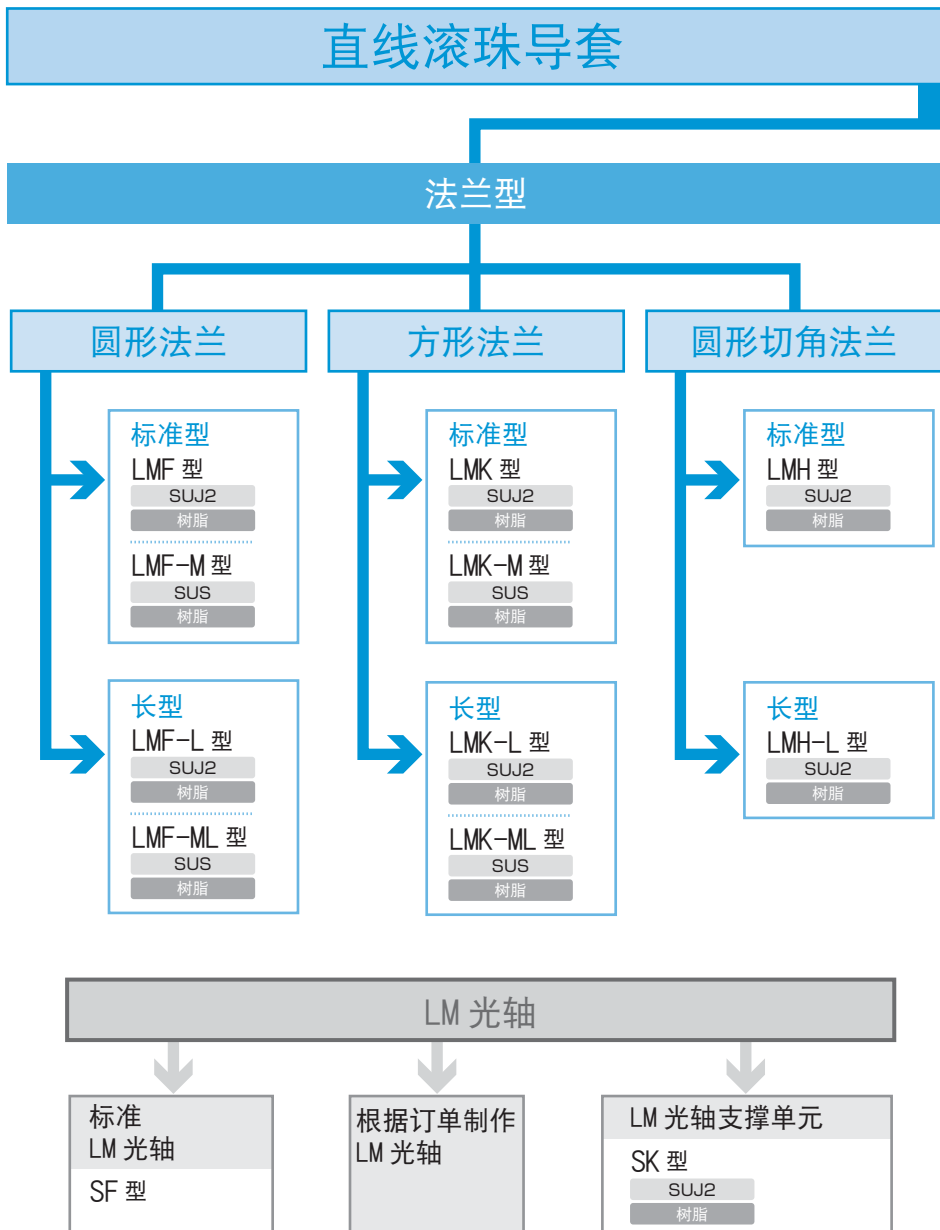 直线滚珠导套
法兰型
圆形法兰
标准型
LMF 型
SUJ2
树脂
LMF-M 型
SUS
树脂
长型
LMF-L 型
SUJ2
树脂
LMF-ML 型
SUS
树脂
方形法兰
标准型
LMK 型
SUJ2
树脂
LMK-M 型
SUS
树脂
长型
LMK-L 型
SUJ2
树脂
LMK-ML 型
SUS
树脂
圆形切角法兰
标准型
LMH 型
SUJ2
树脂
长型
LMH-L 型
SUJ2
树脂
LM 光轴
标准
LM 光轴
SF 型
根据订单制作
LM 光轴
LM 光轴支撑单元
SK 型
SUJ2
树脂